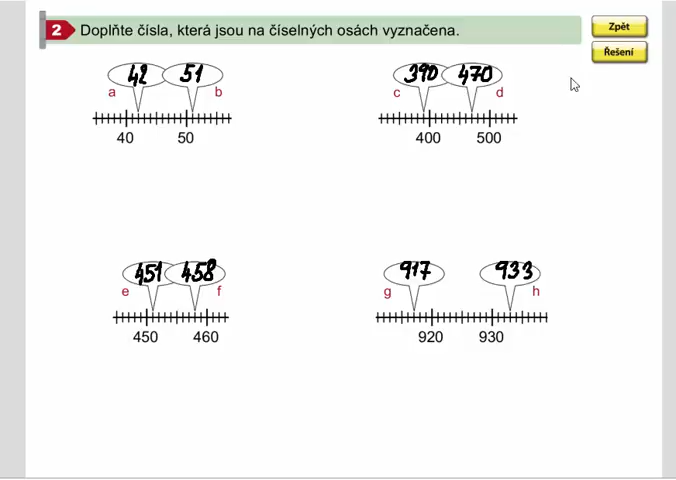 2 Doplňte čísla, která jsou na číselných osách vyznačena.
Zpět
Řešení
42 51
a b
40 50
390 470
c d
400 500
451 458
e f
450 460
917 933
g h
920 930